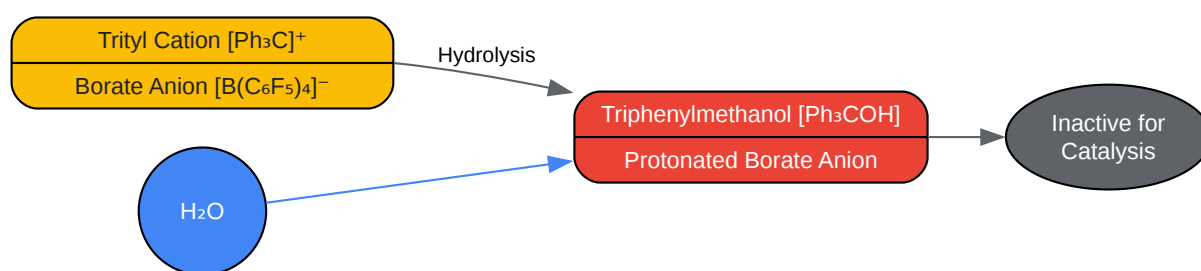 Trityl Cation [Ph₃C]⁺
Borate Anion [B(C₆F₅)₄]⁻
Hydrolysis
Triphenylmethanol [Ph₃COH]
Protonated Borate Anion
Inactive for
Catalysis
H₂O